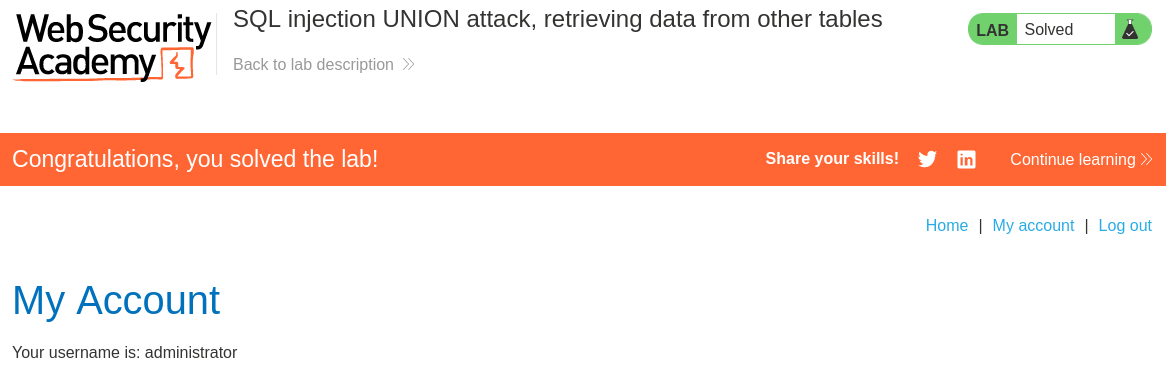 Web Security
Academy
SQL injection UNION attack, retrieving data from other tables
Back to lab description
LAB Solved
Congratulations, you solved the lab!
Share your skills!
Continue learning
Home | My account | Log out
My Account
Your username is: administrator